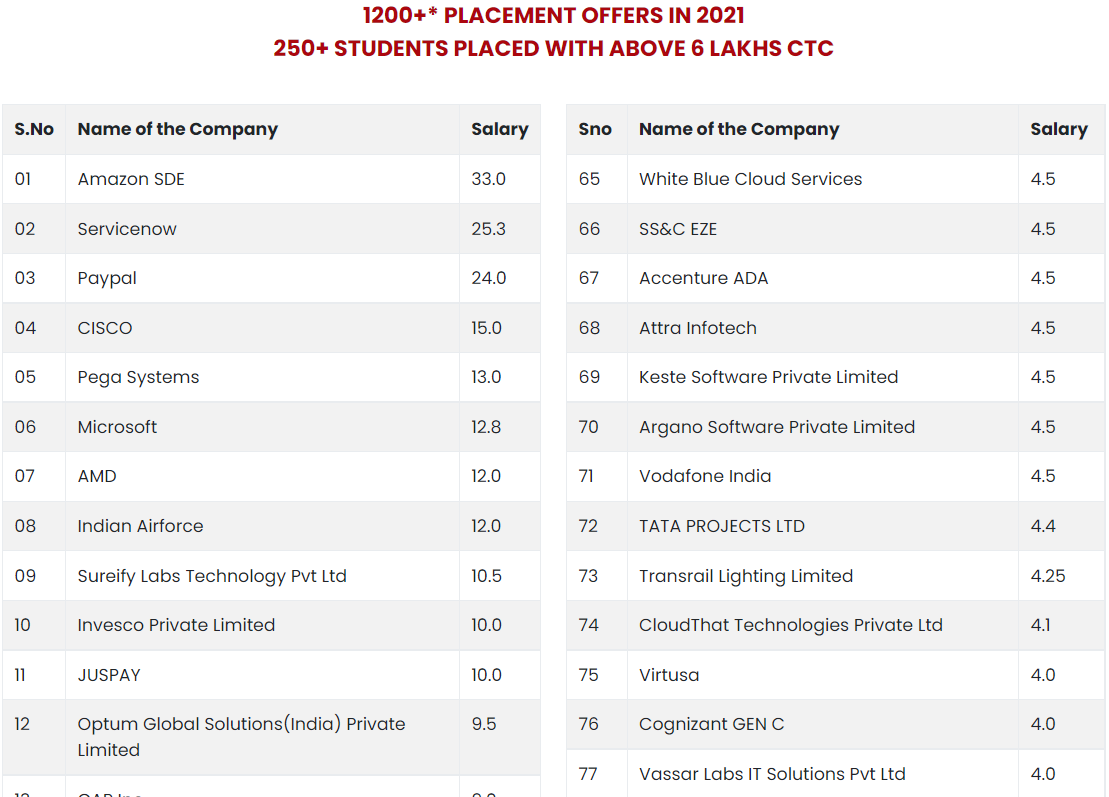 1200+* PLACEMENT OFFERS IN 2021
250+ STUDENTS PLACED WITH ABOVE 6 LAKHS CTC
S.No Name of the Company Salary
01 Amazon SDE 33.0
02 Servicenow 25.3
03 Paypal 24.0
04 CISCO 15.0
05 Pega Systems 13.0
06 Microsoft 12.8
07 AMD 12.0
08 Indian Airforce 12.0
09 Sureify Labs Technology Pvt Ltd 10.5
10 Invesco Private Limited 10.0
11 JUSPAY 10.0
12 Optum Global Solutions(India) Private 9.5
Limited
Sno Name of the Company Salary
65 White Blue Cloud Services 4.5
66 SS&C EZE 4.5
67 Accenture ADA 4.5
68 Attra Infotech 4.5
69 Keste Software Private Limited 4.5
70 Argano Software Private Limited 4.5
71 Vodafone India 4.5
72 TATA PROJECTS LTD 4.4
73 Transrail Lighting Limited 4.25
74 CloudThat Technologies Private Ltd 4.1
75 Virtusa 4.0
76 Cognizant GEN C 4.0
77 Vassar Labs IT Solutions Pvt Ltd 4.0